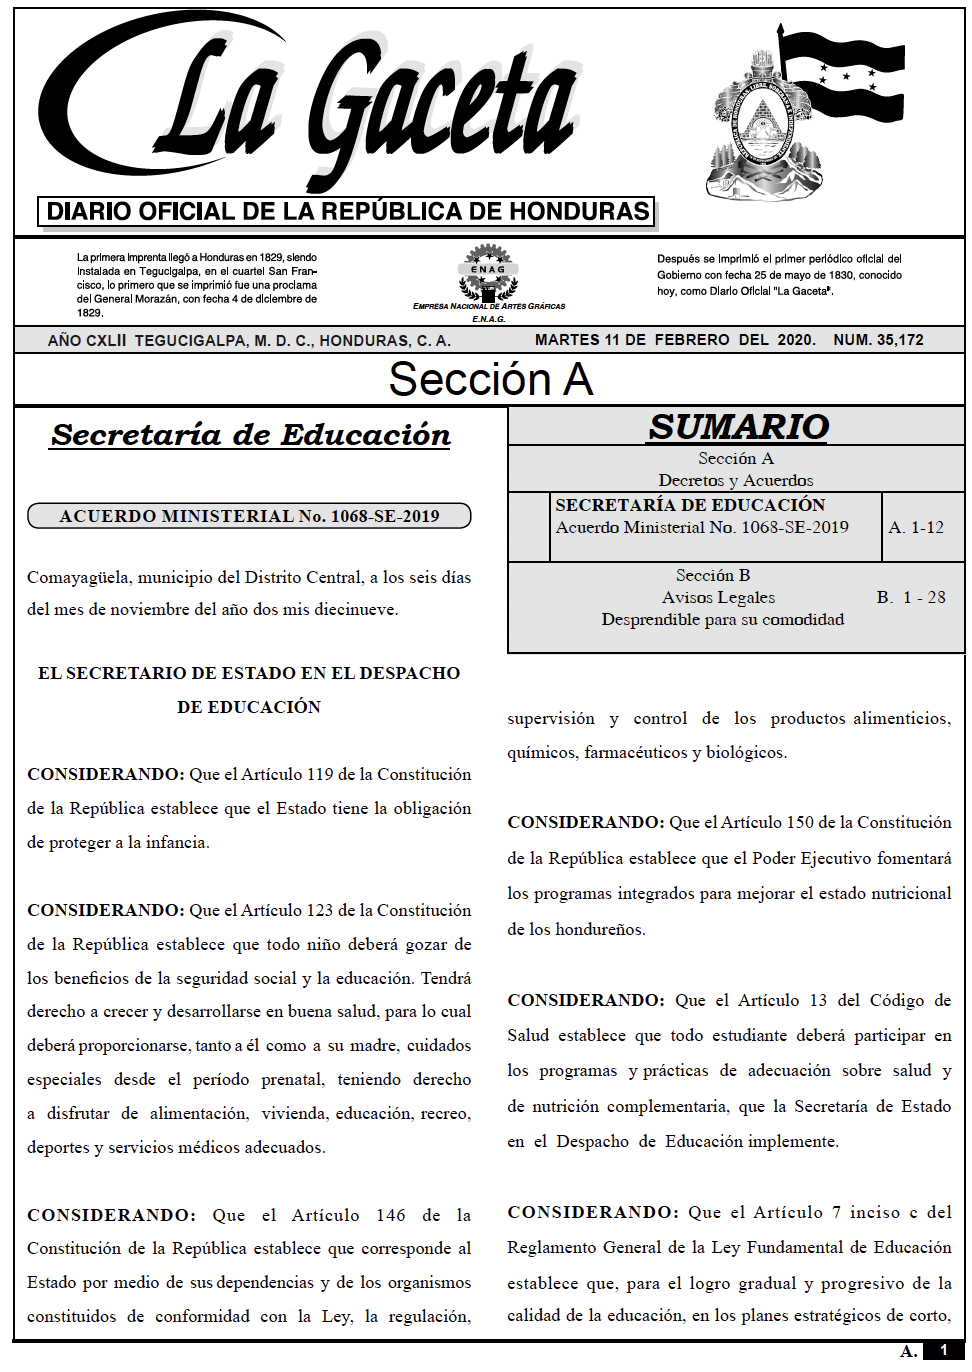 La Gaceta
DIARIO OFICIAL DE LA REPÚBLICA DE HONDURAS
La primera imprenta llegó a Honduras en 1829, siendo
instalada en Tegucigalpa, en el cuartel San Fran-
cisco, lo primero que se imprimió fue una proclama
del General Morazán, con fecha 4 de diciembre de
1829.
ENAG
EMPRESA NACIONAL DE ARTES GRÁFICAS
E.N.A.G.
Después se imprimió el primer periódico oficial del
Gobierno con fecha 25 de mayo de 1830, conocido
hoy, como Diario Oficial "La Gaceta".
AÑO CXLII TEGUCIGALPA, M. D. C., HONDURAS, C. A.
MARTES 11 DE FEBRERO DEL 2020. NUM. 35,172
Sección A
Secretaría de Educación
ACUERDO MINISTERIAL No. 1068-SE-2019
Comayagüela, municipio del Distrito Central, a los seis días
del mes de noviembre del año dos mis diecinueve.
EL SECRETARIO DE ESTADO EN EL DESPACHO
DE EDUCACIÓN
CONSIDERANDO: Que el Artículo 119 de la Constitución
de la República establece que el Estado tiene la obligación
de proteger a la infancia.
CONSIDERANDO: Que el Artículo 123 de la Constitución
de la República establece que todo niño deberá gozar de
los beneficios de la seguridad social y la educación. Tendrá
derecho a crecer y desarrollarse en buena salud, para lo cual
deberá proporcionarse, tanto a él como a su madre, cuidados
especiales desde el período prenatal, teniendo derecho
a disfrutar de alimentación, vivienda, educación, recreo,
deportes y servicios médicos adecuados.
CONSIDERANDO: Que el Artículo 146 de la
Constitución de la República establece que corresponde al
Estado por medio de sus dependencias y de los organismos
constituidos de conformidad con la Ley, la regulación,
SUMARIO
Sección A
Decretos y Acuerdos
SECRETARÍA DE EDUCACIÓN
Acuerdo Ministerial No. 1068-SE-2019
A. 1-12
Sección B
Avisos Legales
B. 1 - 28
Desprendible para su comodidad
supervisión y control de los productos alimenticios,
químicos, farmacéuticos y biológicos.
CONSIDERANDO: Que el Artículo 150 de la Constitución
de la República establece que el Poder Ejecutivo fomentará
los programas integrados para mejorar el estado nutricional
de los hondureños.
CONSIDERANDO: Que el Artículo 13 del Código de
Salud establece que todo estudiante deberá participar en
los programas y prácticas de adecuación sobre salud y
de nutrición complementaria, que la Secretaría de Estado
en el Despacho de Educación implemente.
CONSIDERANDO: Que el Artículo 7 inciso c del
Reglamento General de la Ley Fundamental de Educación
establece que, para el logro gradual y progresivo de la
calidad de la educación, en los planes estratégicos de corto,
A. 1